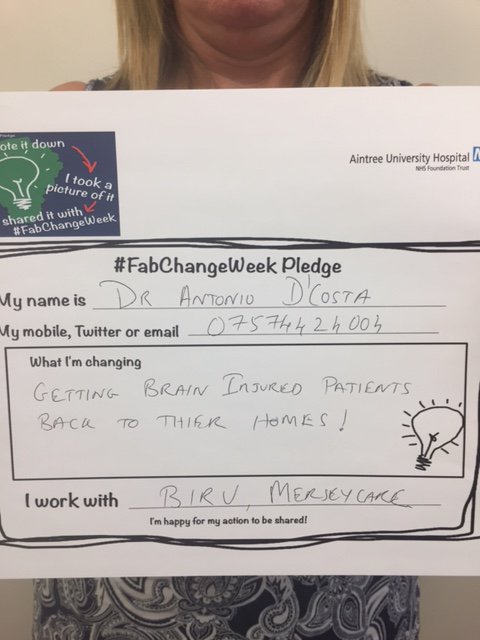 ote it down
I took a
picture of it
shared it with
#FabChangeWeek
Aintree University Hospital N
NHS Foundation Trust
#FabChangeWeek Pledge
My name is DR ANTONIO D'COSTA
My mobile, Twitter or email 07574424004
What I'm changing
GETTING BRAIN INJURED PATIENTS
BACK TO THIER HOMES!
I work with BIRU, MERSEYCARE
I'm happy for my action to be shared!